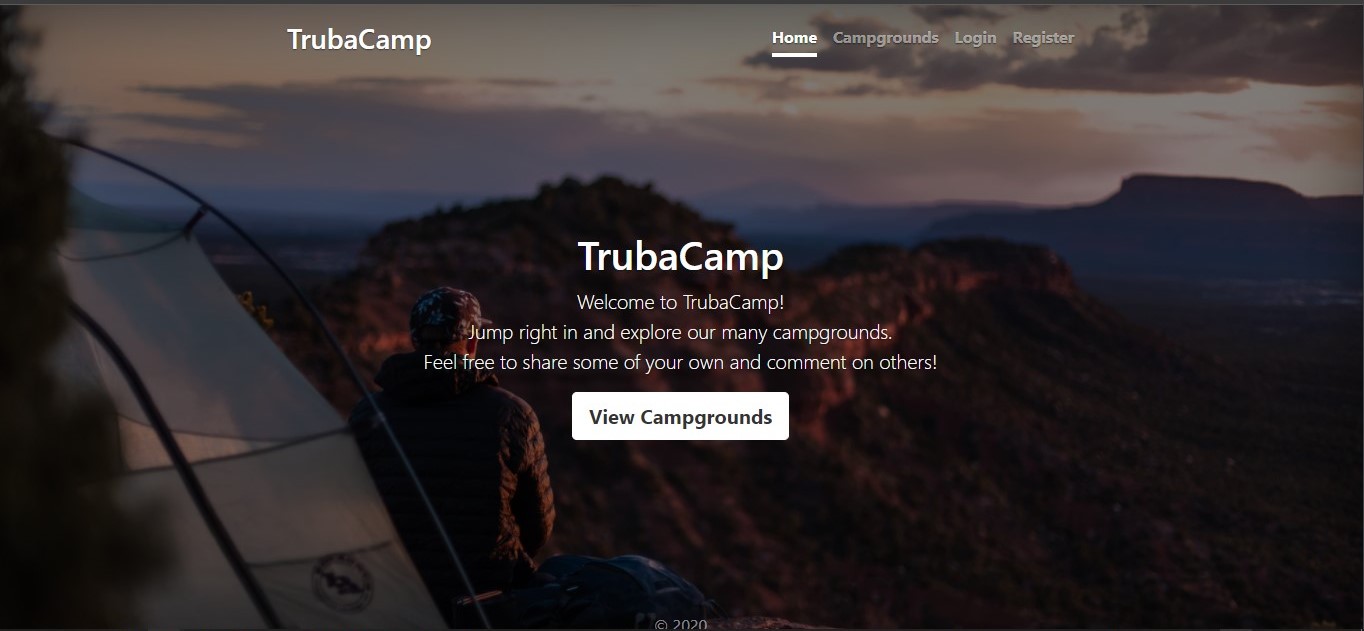 TrubaCamp
Home Campgrounds Login Register
TrubaCamp
Welcome to TrubaCamp!
Jump right in and explore our many campgrounds.
Feel free to share some of your own and comment on others!
View Campgrounds
© 2020